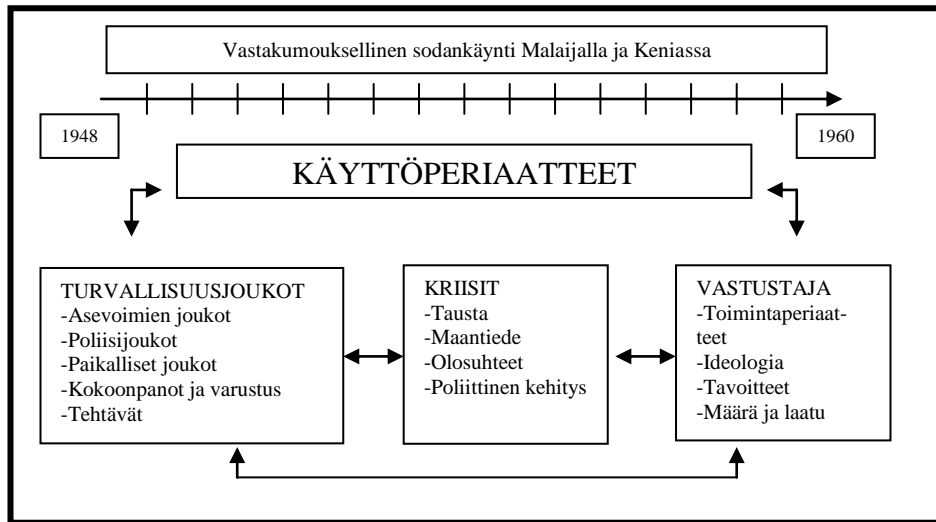 Vastakumouksellinen sodankäynti Malaijalla ja Keniassa
1948
1960
KÄYTTÖPERIAATTEET
TURVALLISUUSJOUKOT
-Asevoimien joukot
-Poliisijoukot
-Paikalliset joukot
-Kokoonpanot ja varustus
-Tehtävät
KRIISIT
-Tausta
-Maantiede
-Olosuhteet
-Poliittinen kehitys
VASTUSTAJA
-Toimintaperiaat-
teet
-Ideologia
-Tavoitteet
-Määrä ja laatu